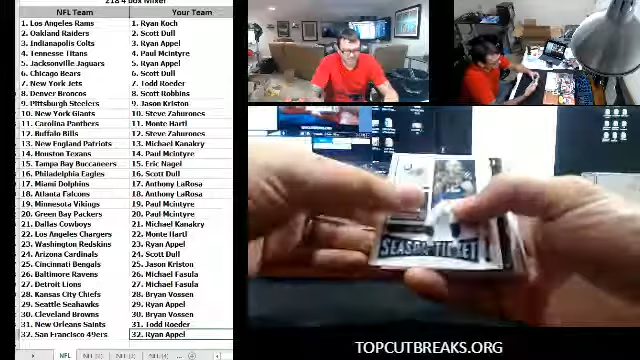 218 4 Box Mixer
NFL Team Your Team
1. Los Angeles Rams 1. Ryan Koch
2. Oakland Raiders 2. Scott Dull
3. Indianapolis Colts 3. Ryan Appel
4. Tennesse Titans 4. Paul Mcintyre
5. Jacksonville Jaguars 5. Ryan Appel
6. Chicago Bears 6. Scott Dull
7. New York Jets 7. Todd Roeder
8. Denver Broncos 8. Scott Robbins
9. Pittsburgh Steelers 9. Jason Kriston
10. New York Giants 10. Steve Zahurones
11. Carolina Panthers 11. Monte Hartl
12. Buffalo Bills 12. Steve Zahurones
13. New England Patriots 13. Michael Kanakry
14. Houston Texans 14. Paul Mcintyre
15. Tampa Bay Buccaneers 15. Eric Nagel
16. Philadelphia Eagles 16. Scott Dull
17. Miami Dolphins 17. Anthony LaRosa
18. Atlanta Falcons 18. Anthony LaRosa
19. Minnesota Vikings 19. Paul Mcintyre
20. Green Bay Packers 20. Paul Mcintyre
21. Dallas Cowboys 21. Michael Kanakry
22. Los Angeles Chargers 22. Monte Hartl
23. Washington Redskins 23. Ryan Appel
24. Arizona Cardinals 24. Scott Dull
25. Cincinnati Bengals 25. Jason Kriston
26. Baltimore Ravens 26. Michael Fasula
27. Detroit Lions 27. Michael Fasula
28. Kansas City Chiefs 28. Bryan Vossen
29. Seattle Seahawks 29. Ryan Appel
30. Cleveland Browns 30. Bryan Vossen
31. New Orleans Saints 31. Todd Roeder
32. San Francisco 49ers 32. Ryan Appel
NFL
SEASON TICKET
TOPCUTBREAKS.ORG